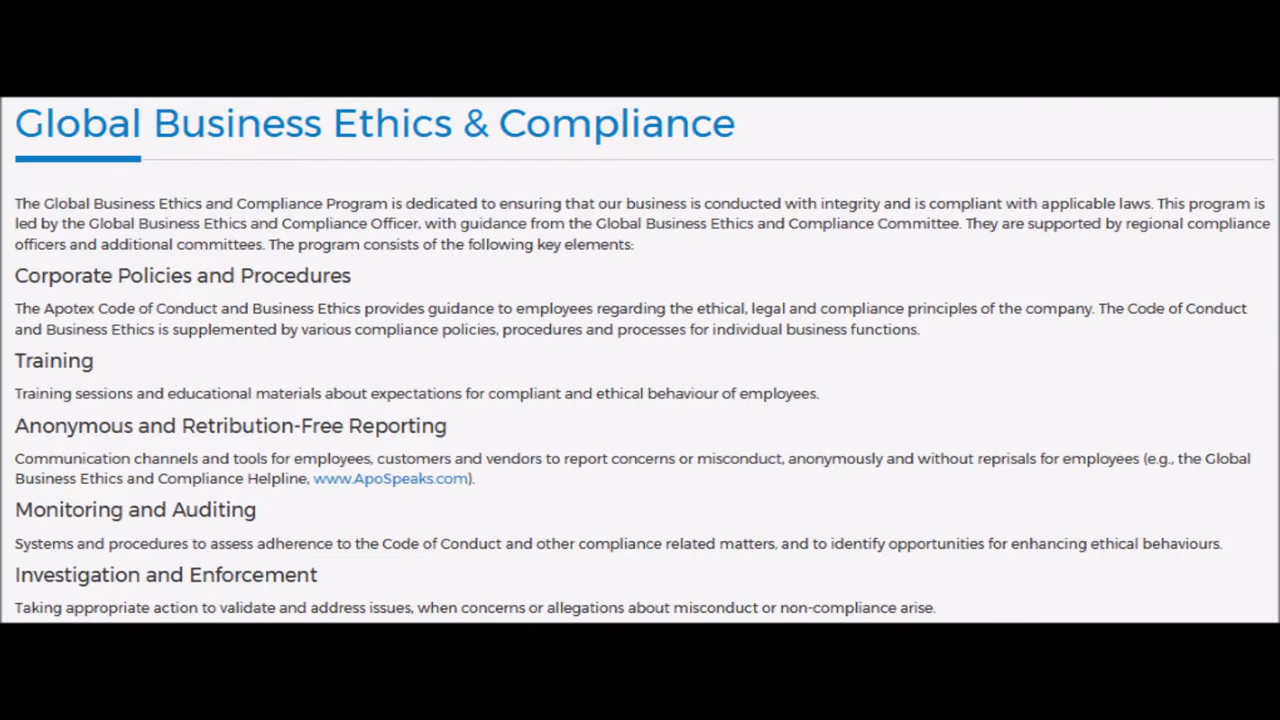 Global Business Ethics & Compliance
The Global Business Ethics and Compliance Program is dedicated to ensuring that our business is conducted with integrity and is compliant with applicable laws. This program is
led by the Global Business Ethics and Compliance Officer, with guidance from the Global Business Ethics and Compliance Committee. They are supported by regional compliance
officers and additional committees. The program consists of the following key elements:
Corporate Policies and Procedures
The Apotex Code of Conduct and Business Ethics provides guidance to employees regarding the ethical, legal and compliance principles of the company. The Code of Conduct
and Business Ethics is supplemented by various compliance policies, procedures and processes for individual business functions.
Training
Training sessions and educational materials about expectations for compliant and ethical behaviour of employees.
Anonymous and Retribution-Free Reporting
Communication channels and tools for employees, customers and vendors to report concerns or misconduct, anonymously and without reprisals for employees (e.g., the Global
Business Ethics and Compliance Helpline, www.ApoSpeaks.com).
Monitoring and Auditing
Systems and procedures to assess adherence to the Code of Conduct and other compliance related matters, and to identify opportunities for enhancing ethical behaviours.
Investigation and Enforcement
Taking appropriate action to validate and address issues, when concerns or allegations about misconduct or non-compliance arise.